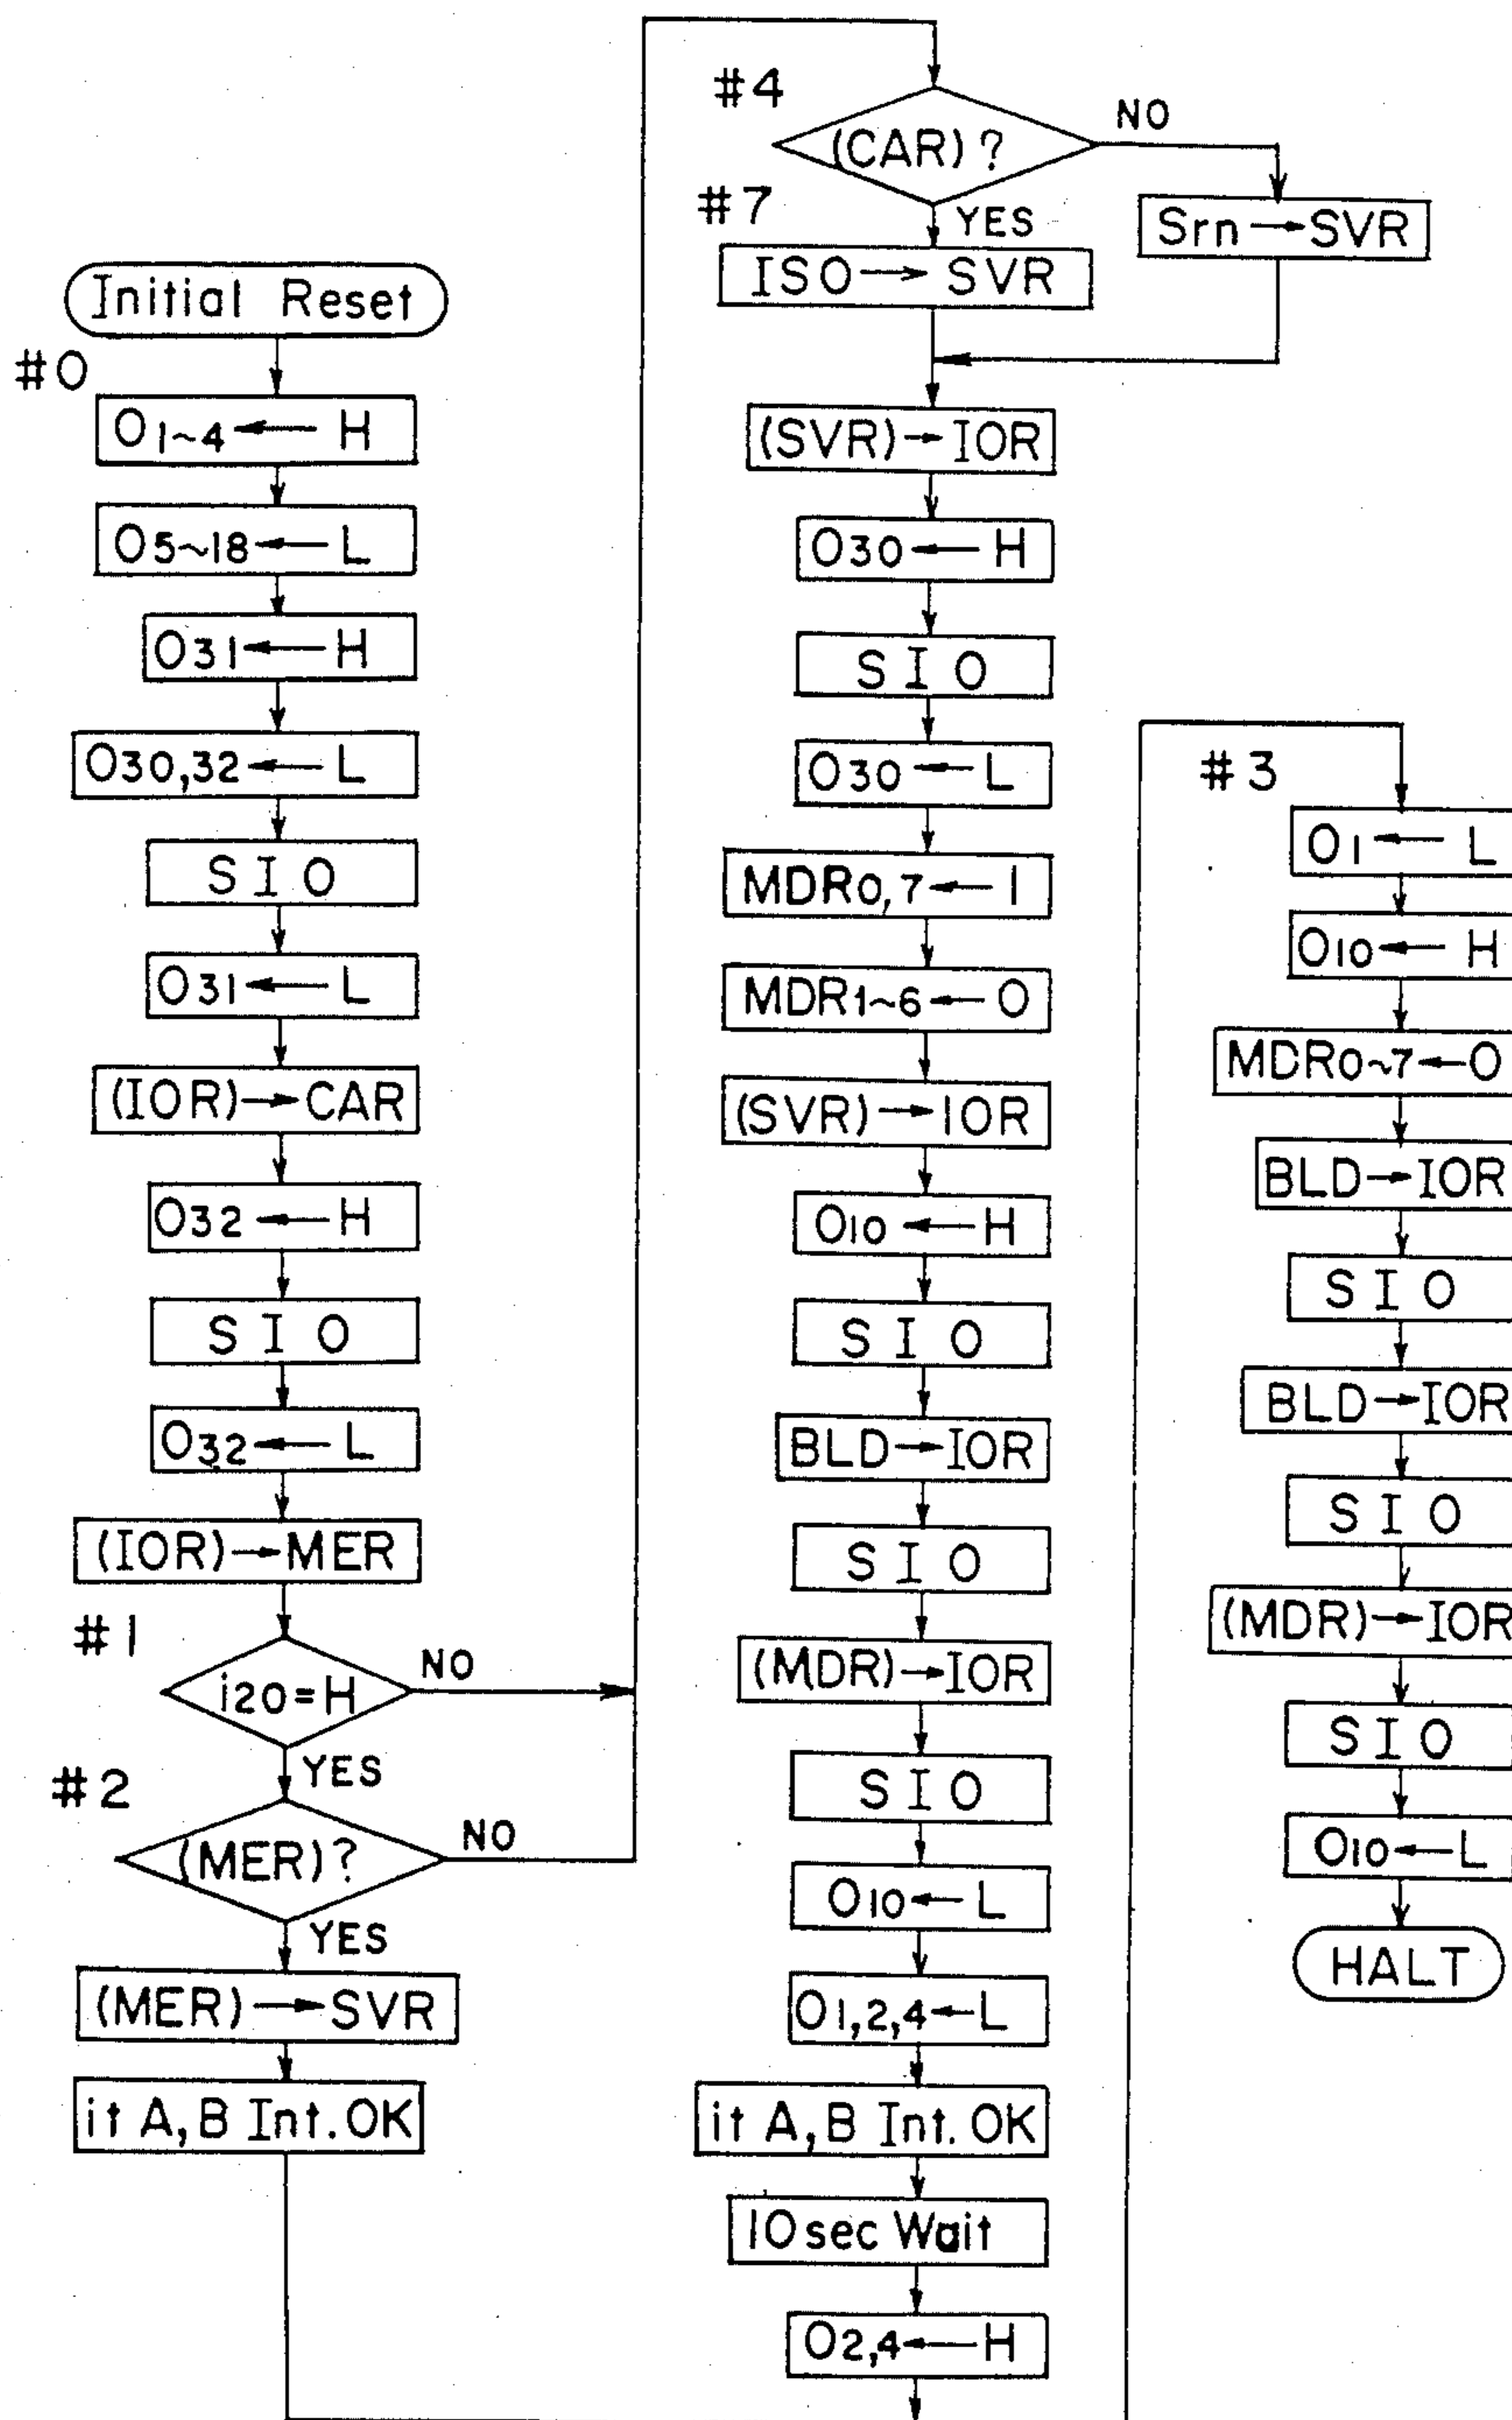 Initial Reset
#0
O1~4 ← H
O5~18 ← L
O31 ← H
O30,32 ← L
SIO
O31 ← L
(IOR) → CAR
O32 ← H
SIO
O32 ← L
(IOR) → MER
#1
i20=H
NO
YES
#2
(MER)?
NO
YES
(MER) → SVR
it A, B Int. OK
#4
(CAR)?
NO
Srn → SVR
#7
YES
ISO → SVR
(SVR) → IOR
O30 ← H
SIO
O30 ← L
MDR0,7 ← 1
MDR1~6 ← O
(SVR) → IOR
O10 ← H
SIO
BLD → IOR
SIO
(MDR) → IOR
SIO
O10 ← L
O1,2,4 ← L
it A, B Int. OK
10sec Wait
O2,4 ← H
#3
O1 ← L
O10 ← H
MDR0~7 ← O
BLD → IOR
SIO
BLD → IOR
SIO
(MDR) → IOR
SIO
O10 ← L
HALT